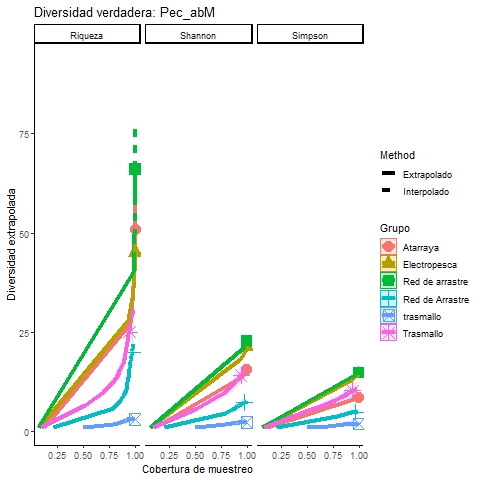 Diversidad verdadera: Pec_abM
Riqueza
Shannon
Simpson
75
50
25
0
0.25 0.50 0.75 1.00
0.25 0.50 0.75 1.00
0.25 0.50 0.75 1.00
Diversidad extrapolada
Cobertura de muestreo
Method
Extrapolado
Interpolado
Grupo
Atarraya
Electropesca
Red de arrastre
Red de Arrastre
trasmallo
Trasmallo